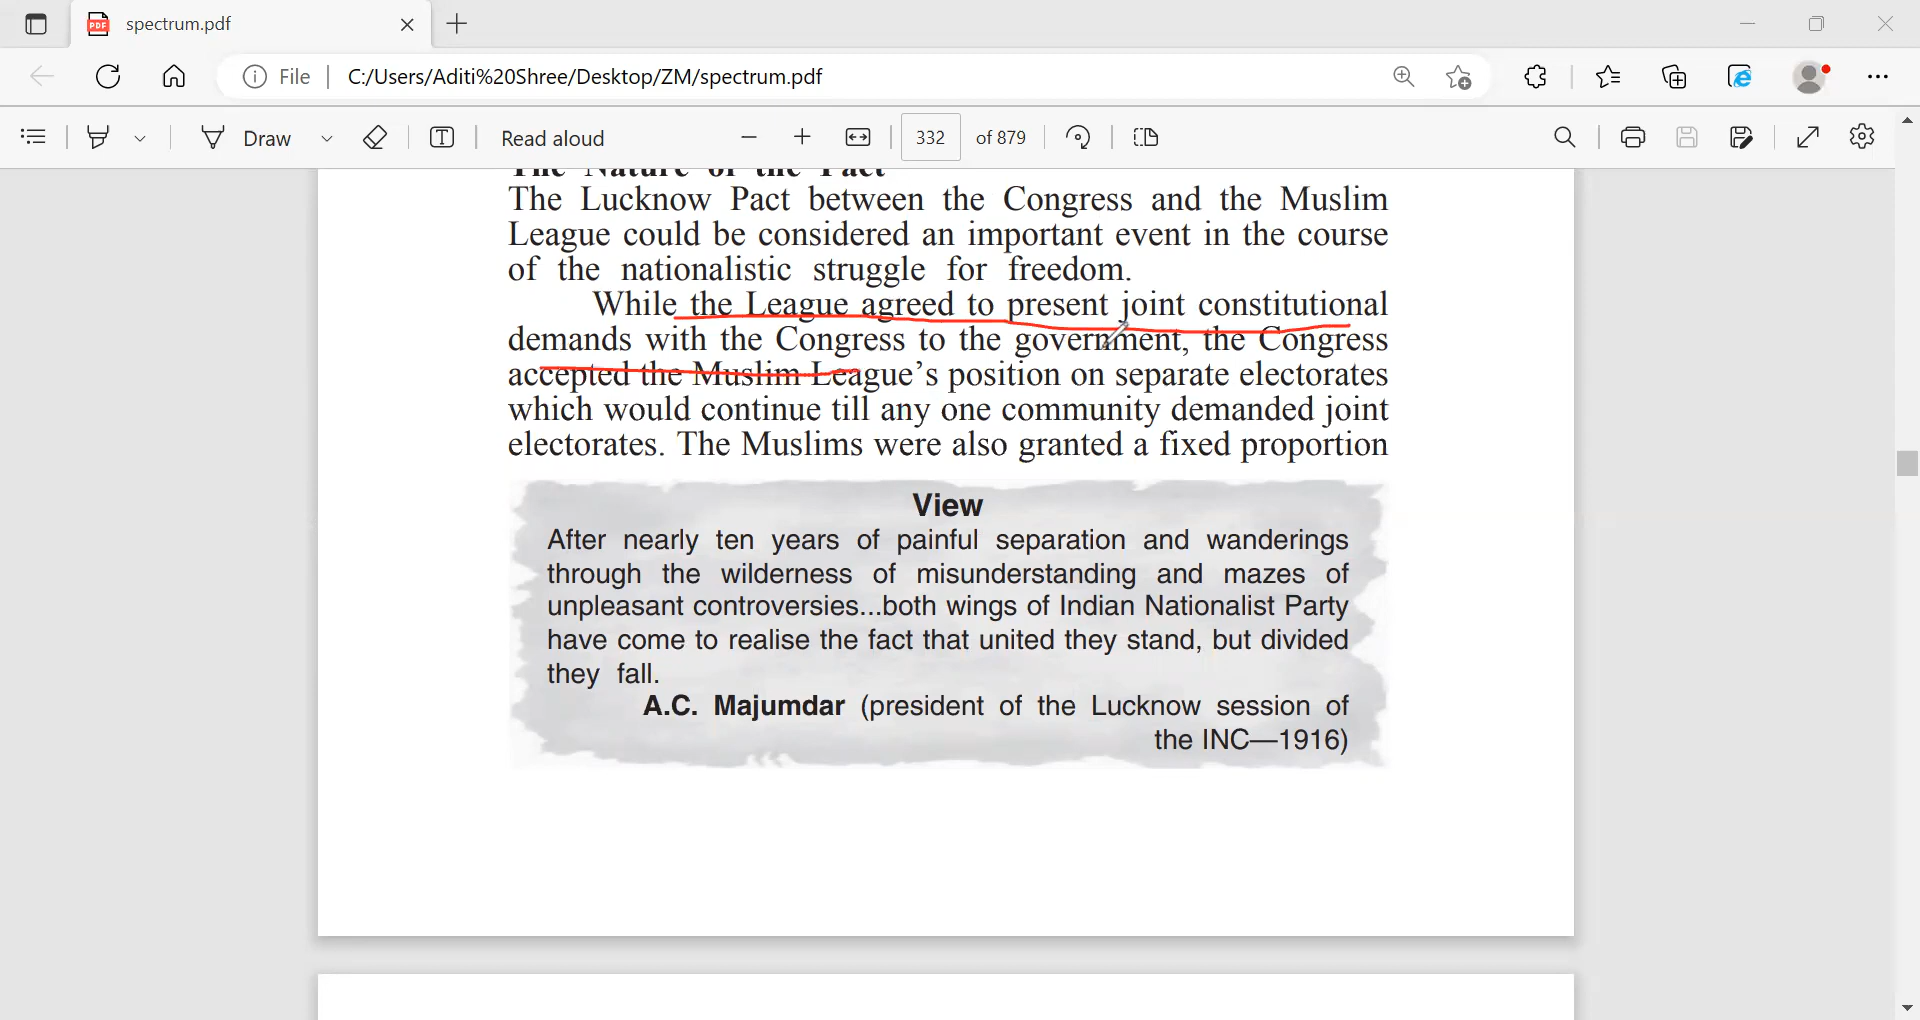 spectrum.pdf
File C:/Users/Aditi%20Shree/Desktop/ZM/spectrum.pdf
Draw Read aloud 332 of 879
The Nature of the Pact
The Lucknow Pact between the Congress and the Muslim
League could be considered an important event in the course
of the nationalistic struggle for freedom.
While the League agreed to present joint constitutional
demands with the Congress to the government, the Congress
accepted the Muslim League’s position on separate electorates
which would continue till any one community demanded joint
electorates. The Muslims were also granted a fixed proportion
View
After nearly ten years of painful separation and wanderings
through the wilderness of misunderstanding and mazes of
unpleasant controversies...both wings of Indian Nationalist Party
have come to realise the fact that united they stand, but divided
they fall.
A.C. Majumdar (president of the Lucknow session of
the INC—1916)